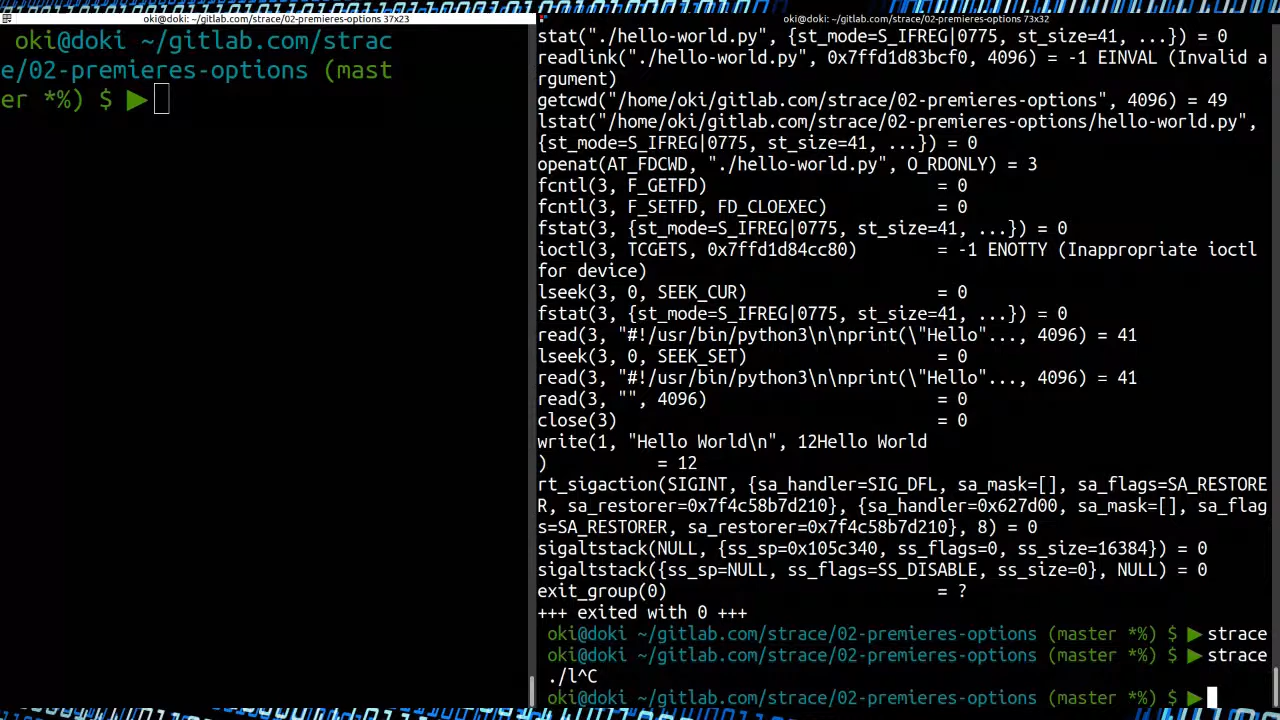 oki@doki: ~/gitlab.com/strace/02-premieres-options 37x23
oki@doki ~/gitlab.com/strac
e/02-premieres-options (mast
er *%) $ ▶
oki@doki: ~/gitlab.com/strace/02-premieres-options 73x32
stat("./hello-world.py", {st_mode=S_IFREG|0775, st_size=41, ...}) = 0
readlink("./hello-world.py", 0x7ffd1d83bcf0, 4096) = -1 EINVAL (Invalid a
rgument)
getcwd("/home/oki/gitlab.com/strace/02-premieres-options", 4096) = 49
lstat("/home/oki/gitlab.com/strace/02-premieres-options/hello-world.py",
{st_mode=S_IFREG|0775, st_size=41, ...}) = 0
openat(AT_FDCWD, "./hello-world.py", O_RDONLY) = 3
fcntl(3, F_GETFD)                       = 0
fcntl(3, F_SETFD, FD_CLOEXEC)           = 0
fstat(3, {st_mode=S_IFREG|0775, st_size=41, ...}) = 0
ioctl(3, TCGETS, 0x7ffd1d84cc80)        = -1 ENOTTY (Inappropriate ioctl
for device)
lseek(3, 0, SEEK_CUR)                   = 0
fstat(3, {st_mode=S_IFREG|0775, st_size=41, ...}) = 0
read(3, "#!/usr/bin/python3\n\nprint(\"Hello"..., 4096) = 41
lseek(3, 0, SEEK_SET)                   = 0
read(3, "#!/usr/bin/python3\n\nprint(\"Hello"..., 4096) = 41
read(3, "", 4096)                       = 0
close(3)                                = 0
write(1, "Hello World\n", 12Hello World
)           = 12
rt_sigaction(SIGINT, {sa_handler=SIG_DFL, sa_mask=[], sa_flags=SA_RESTORE
R, sa_restorer=0x7f4c58b7d210}, {sa_handler=0x627d00, sa_mask=[], sa_flag
s=SA_RESTORER, sa_restorer=0x7f4c58b7d210}, 8) = 0
sigaltstack(NULL, {ss_sp=0x105c340, ss_flags=0, ss_size=16384}) = 0
sigaltstack({ss_sp=NULL, ss_flags=SS_DISABLE, ss_size=0}, NULL) = 0
exit_group(0)                           = ?
+++ exited with 0 +++
oki@doki ~/gitlab.com/strace/02-premieres-options (master *%) $ ▶strace
oki@doki ~/gitlab.com/strace/02-premieres-options (master *%) $ ▶strace
./l^C
oki@doki ~/gitlab.com/strace/02-premieres-options (master *%) $ ▶